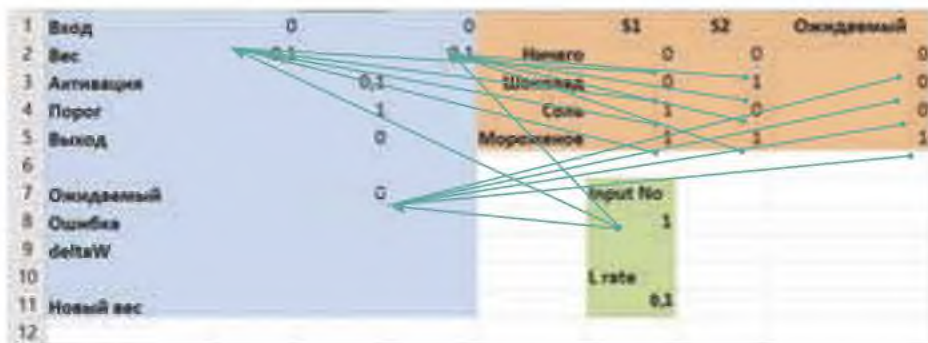 1 Вход 0 0 S1 S2 Ожидаемый
2 Вес 0,1 0,1 Ничего 0 0 0
3 Активация 0,1 Шоколад 0 1 0
4 Порог 1 Соль 1 0 0
5 Выход 0 Мороженое 1 1 1
6
7 Ожидаемый 0 Input No
8 Ошибка 1
9 deltaW
10 L rate
11 Новый вес 0,1
12